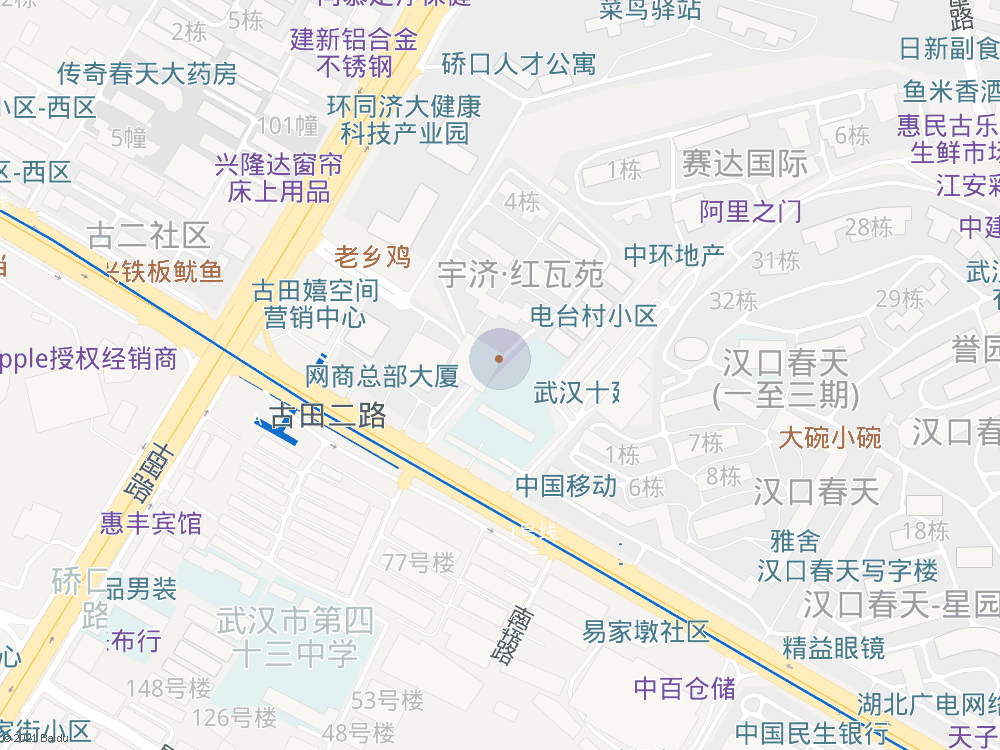 菜鸟驿站
2栋
5栋
建新铝合金
不锈钢
硚口人才公寓
日新副食
传奇春天大药房
小区-西区
环同济大健康
科技产业园
鱼米香酒
惠民古乐
生鲜市场
101幢
5幢
6栋
兴隆达窗帘
床上用品
1栋
赛达国际
区-西区
江安彩
4栋
阿里之门
28栋
中建
古二社区
老乡鸡
中环地产
31栋
铁板鱿鱼
宇济·红瓦苑
古田嬉空间
营销中心
32栋
29栋
电台村小区
pple授权经销商
网商总部大厦
汉口春天
(一至三期)
誉园
武汉十
古田二路
大碗小碗
汉口春
7栋
1栋
8栋
6栋
中国移动
汉口春天
古田路
惠丰宾馆
1号线
18栋
雅舍
汉口春天写字楼
77号楼
硚口
路
品男装
汉口春天-星园
武汉市第四
十三中学
布行
南垭路
易家墩社区
精益眼镜
148号楼
53号楼
中百仓储
126号楼
48号楼
湖北广电网络
家街小区
中国民生银行
天子